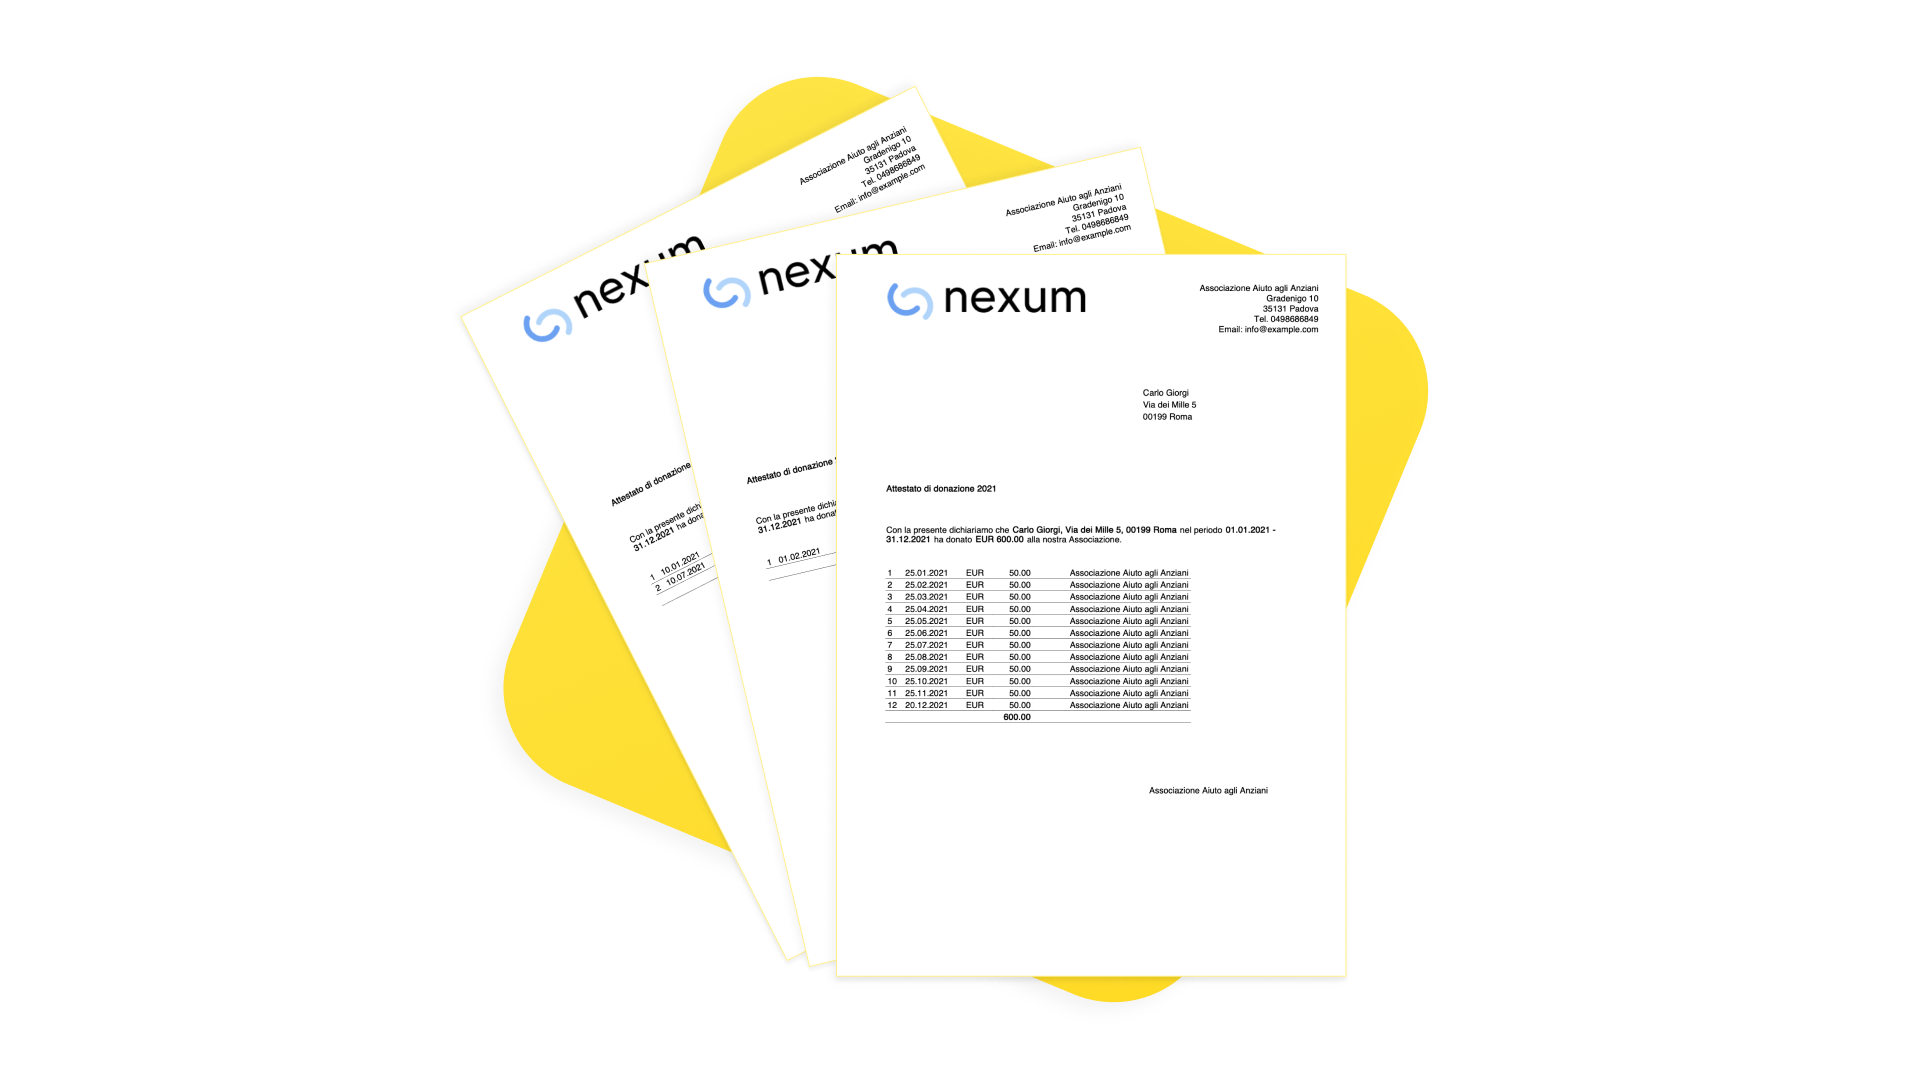 Associazione Aiuto agli Anziani
Gradenigo 10
35131 Padova
Tel. 0498686849
Email: info@example.com
nexum
Attestato di donazione
Con la presente
31.12.2021 ha
1 10.01.2021
2 10.07.2021
Associazione Aiuto agli Anziani
Gradenigo 10
35131 Padova
Tel. 0498686849
Email: info@example.com
nexum
Attestato di donazione
Con la presente
31.12.2021 ha
1 01.02.2021
nexum
Associazione Aiuto agli Anziani
Gradenigo 10
35131 Padova
Tel. 0498686849
Email: info@example.com
Carlo Giorgi
Via dei Mille 5
00199 Roma
Attestato di donazione 2021
Con la presente dichiariamo che Carlo Giorgi, Via dei Mille 5, 00199 Roma nel periodo 01.01.2021 -
31.12.2021 ha donato EUR 600.00 alla nostra Associazione.
1 25.01.2021 EUR 50.00 Associazione Aiuto agli Anziani
2 25.02.2021 EUR 50.00 Associazione Aiuto agli Anziani
3 25.03.2021 EUR 50.00 Associazione Aiuto agli Anziani
4 25.04.2021 EUR 50.00 Associazione Aiuto agli Anziani
5 25.05.2021 EUR 50.00 Associazione Aiuto agli Anziani
6 25.06.2021 EUR 50.00 Associazione Aiuto agli Anziani
7 25.07.2021 EUR 50.00 Associazione Aiuto agli Anziani
8 25.08.2021 EUR 50.00 Associazione Aiuto agli Anziani
9 25.09.2021 EUR 50.00 Associazione Aiuto agli Anziani
10 25.10.2021 EUR 50.00 Associazione Aiuto agli Anziani
11 25.11.2021 EUR 50.00 Associazione Aiuto agli Anziani
12 20.12.2021 EUR 50.00 Associazione Aiuto agli Anziani
600.00
Associazione Aiuto agli Anziani